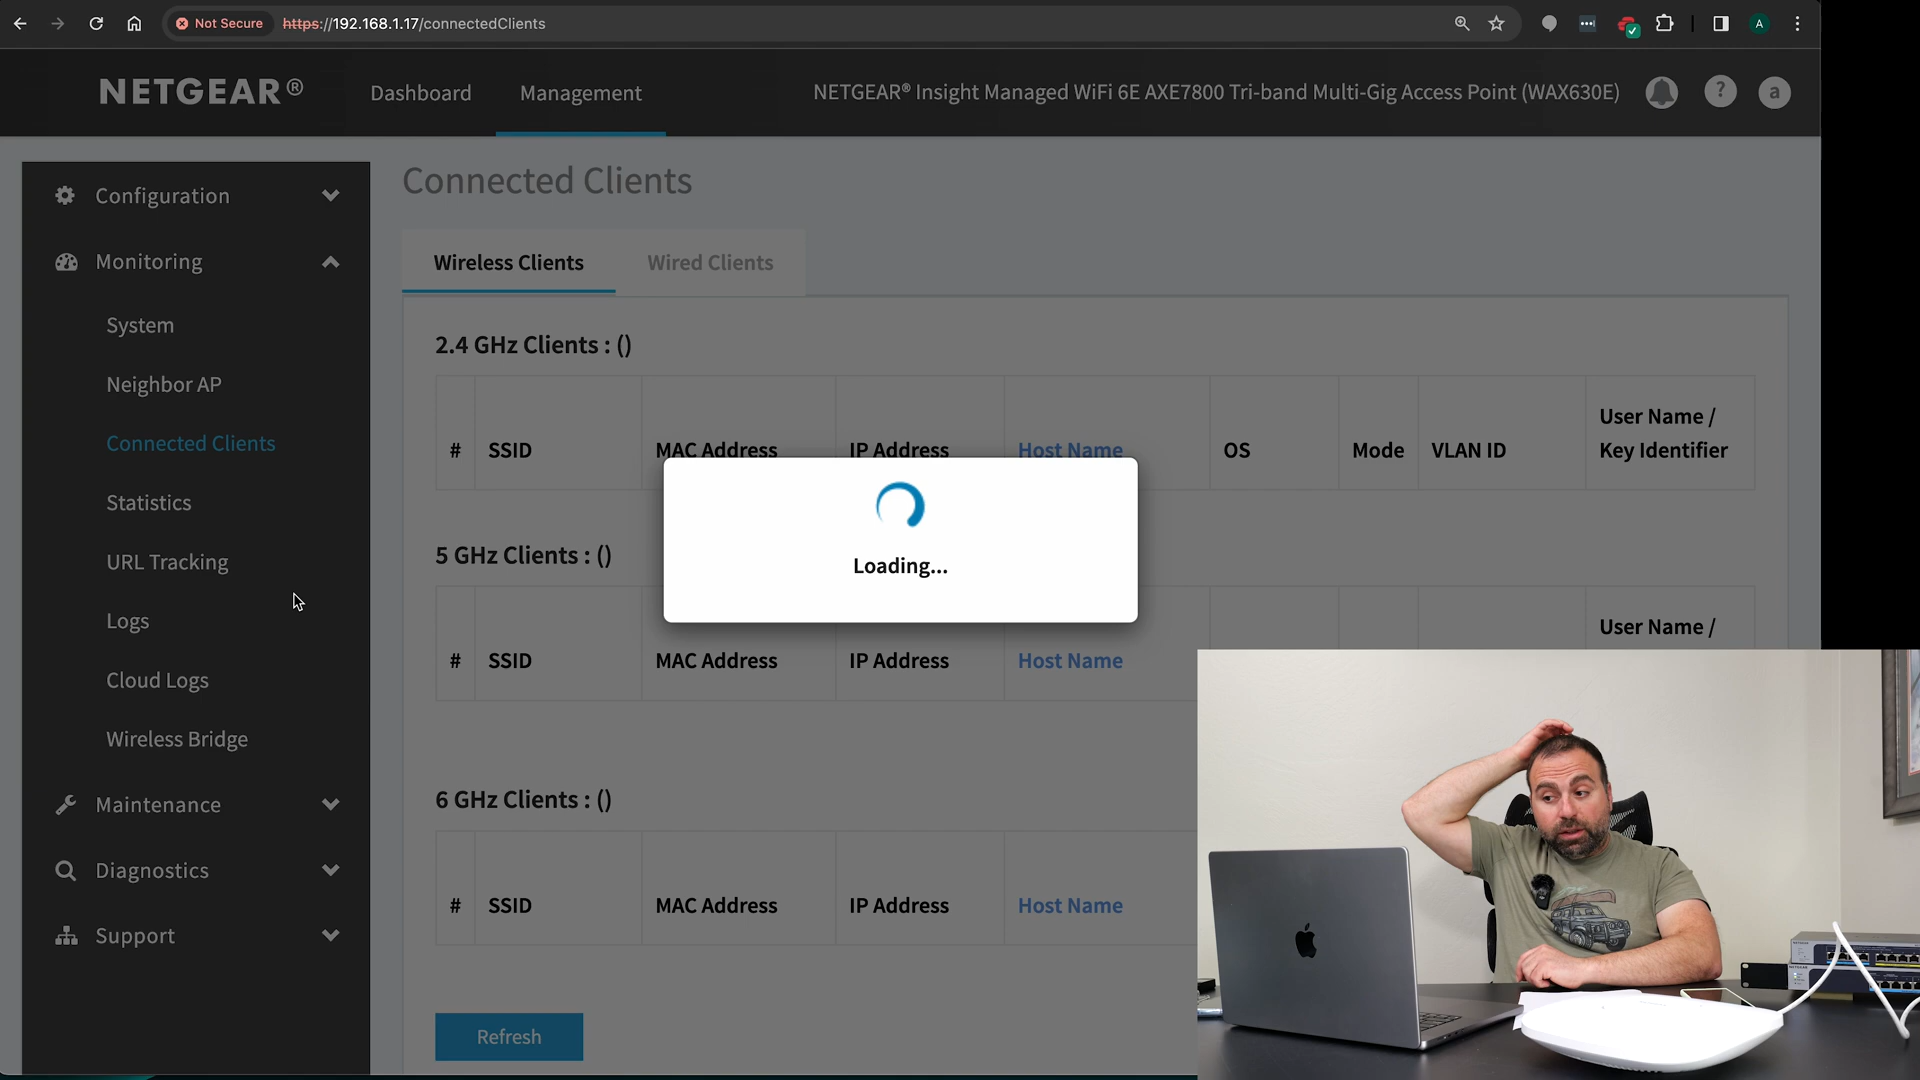 Not Secure https://192.168.1.17/connectedClients
A
NETGEAR® Dashboard Management NETGEAR® Insight Managed WiFi 6E AXE7800 Tri-band Multi-Gig Access Point (WAX630E) ? a
Configuration
Monitoring
System
Neighbor AP
Connected Clients
Statistics
URL Tracking
Logs
Cloud Logs
Wireless Bridge
Maintenance
Diagnostics
Support
Connected Clients
Wireless Clients Wired Clients
2.4 GHz Clients : ()
# SSID MAC Address IP Address Host Name OS Mode VLAN ID User Name /
Key Identifier
Loading...
5 GHz Clients : ()
User Name /
# SSID MAC Address IP Address Host Name
6 GHz Clients : ()
# SSID MAC Address IP Address Host Name
Refresh
NETGEAR
NETGEAR